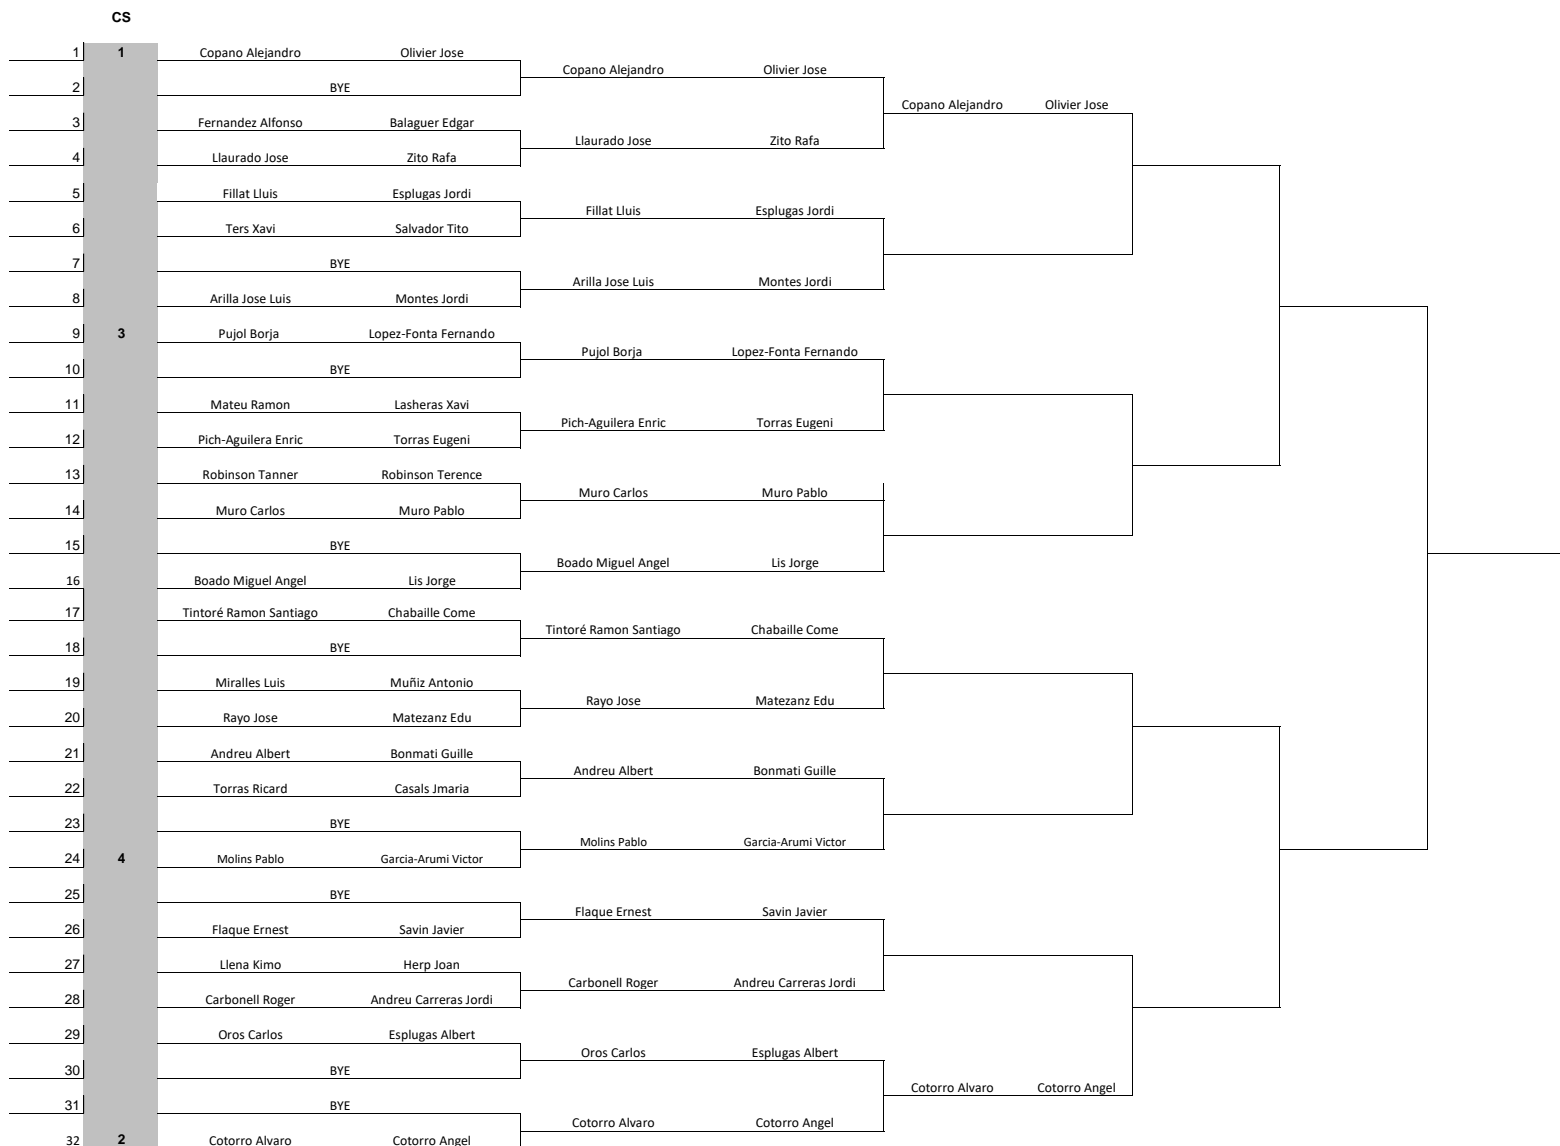 CS
1 1 Copano Alejandro Olivier Jose
Copano Alejandro Olivier Jose
2 BYE
Copano Alejandro Olivier Jose
3 Fernandez Alfonso Balaguer Edgar
Llaurado Jose Zito Rafa
4 Llaurado Jose Zito Rafa
5 Fillat Lluis Esplugas Jordi
Fillat Lluis Esplugas Jordi
6 Ters Xavi Salvador Tito
7 BYE
Arilla Jose Luis Montes Jordi
8 Arilla Jose Luis Montes Jordi
9 3 Pujol Borja Lopez-Fonta Fernando
Pujol Borja Lopez-Fonta Fernando
10 BYE
11 Mateu Ramon Lasheras Xavi
Pich-Aguilera Enric Torras Eugeni
12 Pich-Aguilera Enric Torras Eugeni
13 Robinson Tanner Robinson Terence
Muro Carlos Muro Pablo
14 Muro Carlos Muro Pablo
15 BYE
Boado Miguel Angel Lis Jorge
16 Boado Miguel Angel Lis Jorge
17 Tintoré Ramon Santiago Chabaille Come
Tintoré Ramon Santiago Chabaille Come
18 BYE
19 Miralles Luis Muñiz Antonio
Rayo Jose Matezanz Edu
20 Rayo Jose Matezanz Edu
21 Andreu Albert Bonmati Guille
Andreu Albert Bonmati Guille
22 Torras Ricard Casals Jmaria
23 BYE
Molins Pablo Garcia-Arumi Victor
24 4 Molins Pablo Garcia-Arumi Victor
25 BYE
Flaque Ernest Savin Javier
26 Flaque Ernest Savin Javier
27 Llena Kimo Herp Joan
Carbonell Roger Andreu Carreras Jordi
28 Carbonell Roger Andreu Carreras Jordi
29 Oros Carlos Esplugas Albert
Oros Carlos Esplugas Albert
30 BYE
Cotorro Alvaro Cotorro Angel
31 BYE
Cotorro Alvaro Cotorro Angel
32 2 Cotorro Alvaro Cotorro Angel